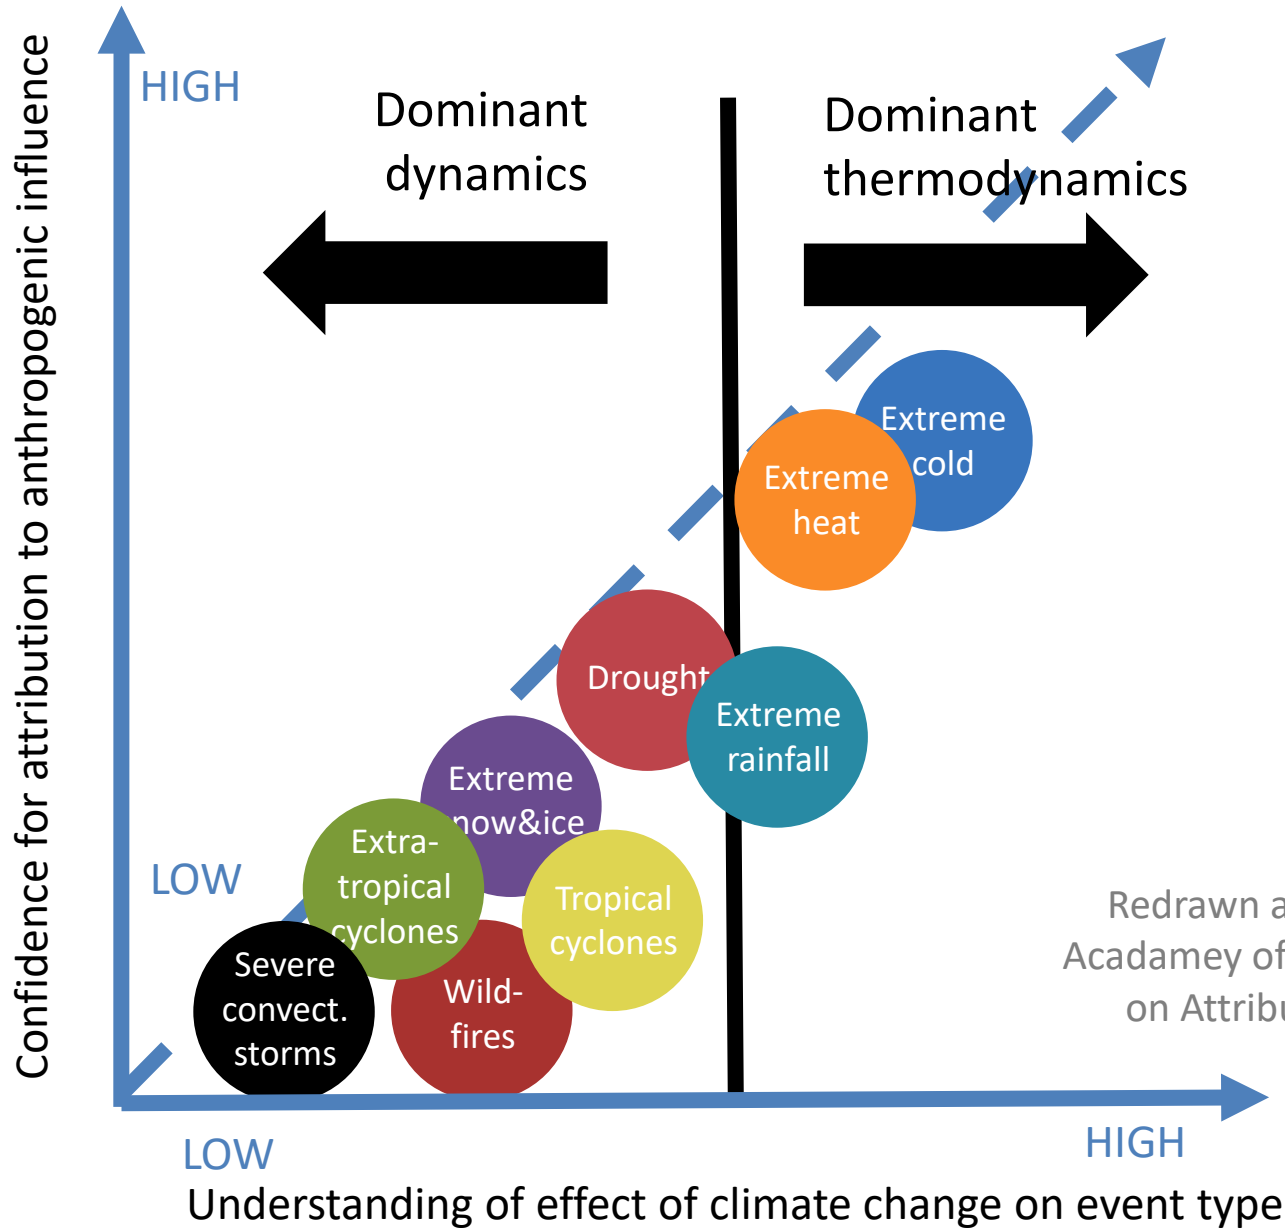 Confidence for attribution to anthropogenic influence
HIGH
Dominant
dynamics
Dominant
thermodynamics
Extreme
cold
Extreme
heat
Drought
Extreme
rainfall
Extreme
now&ice
Extra-
tropical
cyclones
Tropical
cyclones
LOW
Severe
convect.
storms
Wild-
fires
Redrawn a
Acadamey of
on Attribu
LOW
HIGH
Understanding of effect of climate change on event type